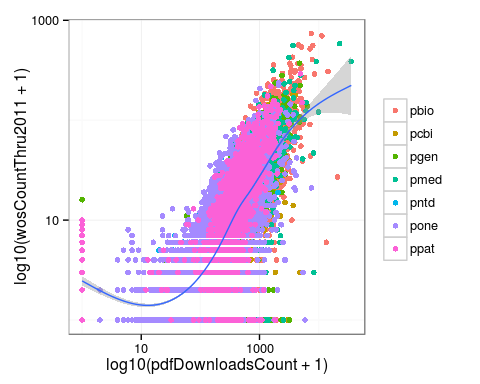 1000
10
log10(wosCountThru2011 + 1)
10
1000
log10(pdfDownloadsCount + 1)
pbio
pcbi
pgen
pmed
pntd
pone
ppat